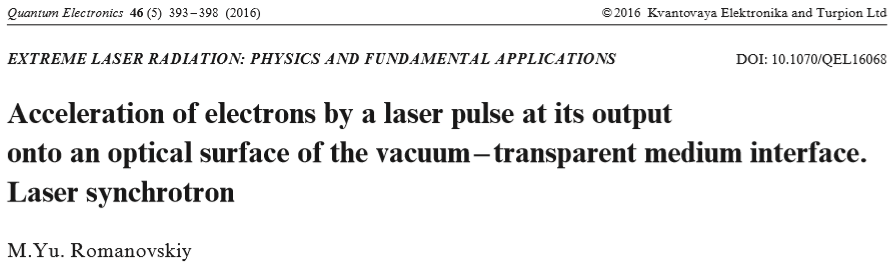 Quantum Electronics 46 (5) 393–398 (2016) ©2016 Kvantovaya Elektronika and Turpion Ltd
EXTREME LASER RADIATION: PHYSICS AND FUNDAMENTAL APPLICATIONS DOI: 10.1070/QEL16068
Acceleration of electrons by a laser pulse at its output
onto an optical surface of the vacuum–transparent medium interface.
Laser synchrotron
M.Yu. Romanovskiy